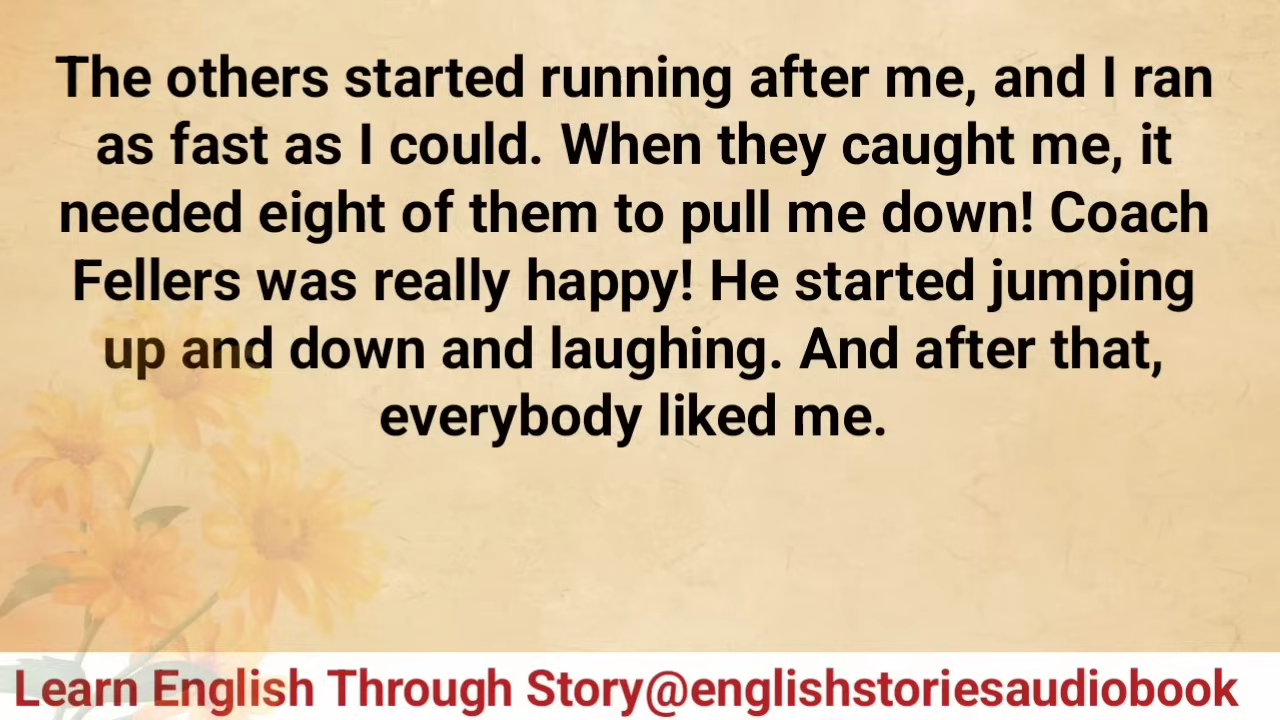 The others started running after me, and I ran
as fast as I could. When they caught me, it
needed eight of them to pull me down! Coach
Fellers was really happy! He started jumping
up and down and laughing. And after that,
everybody liked me.
Learn English Through Story@englishstoriesaudiobook